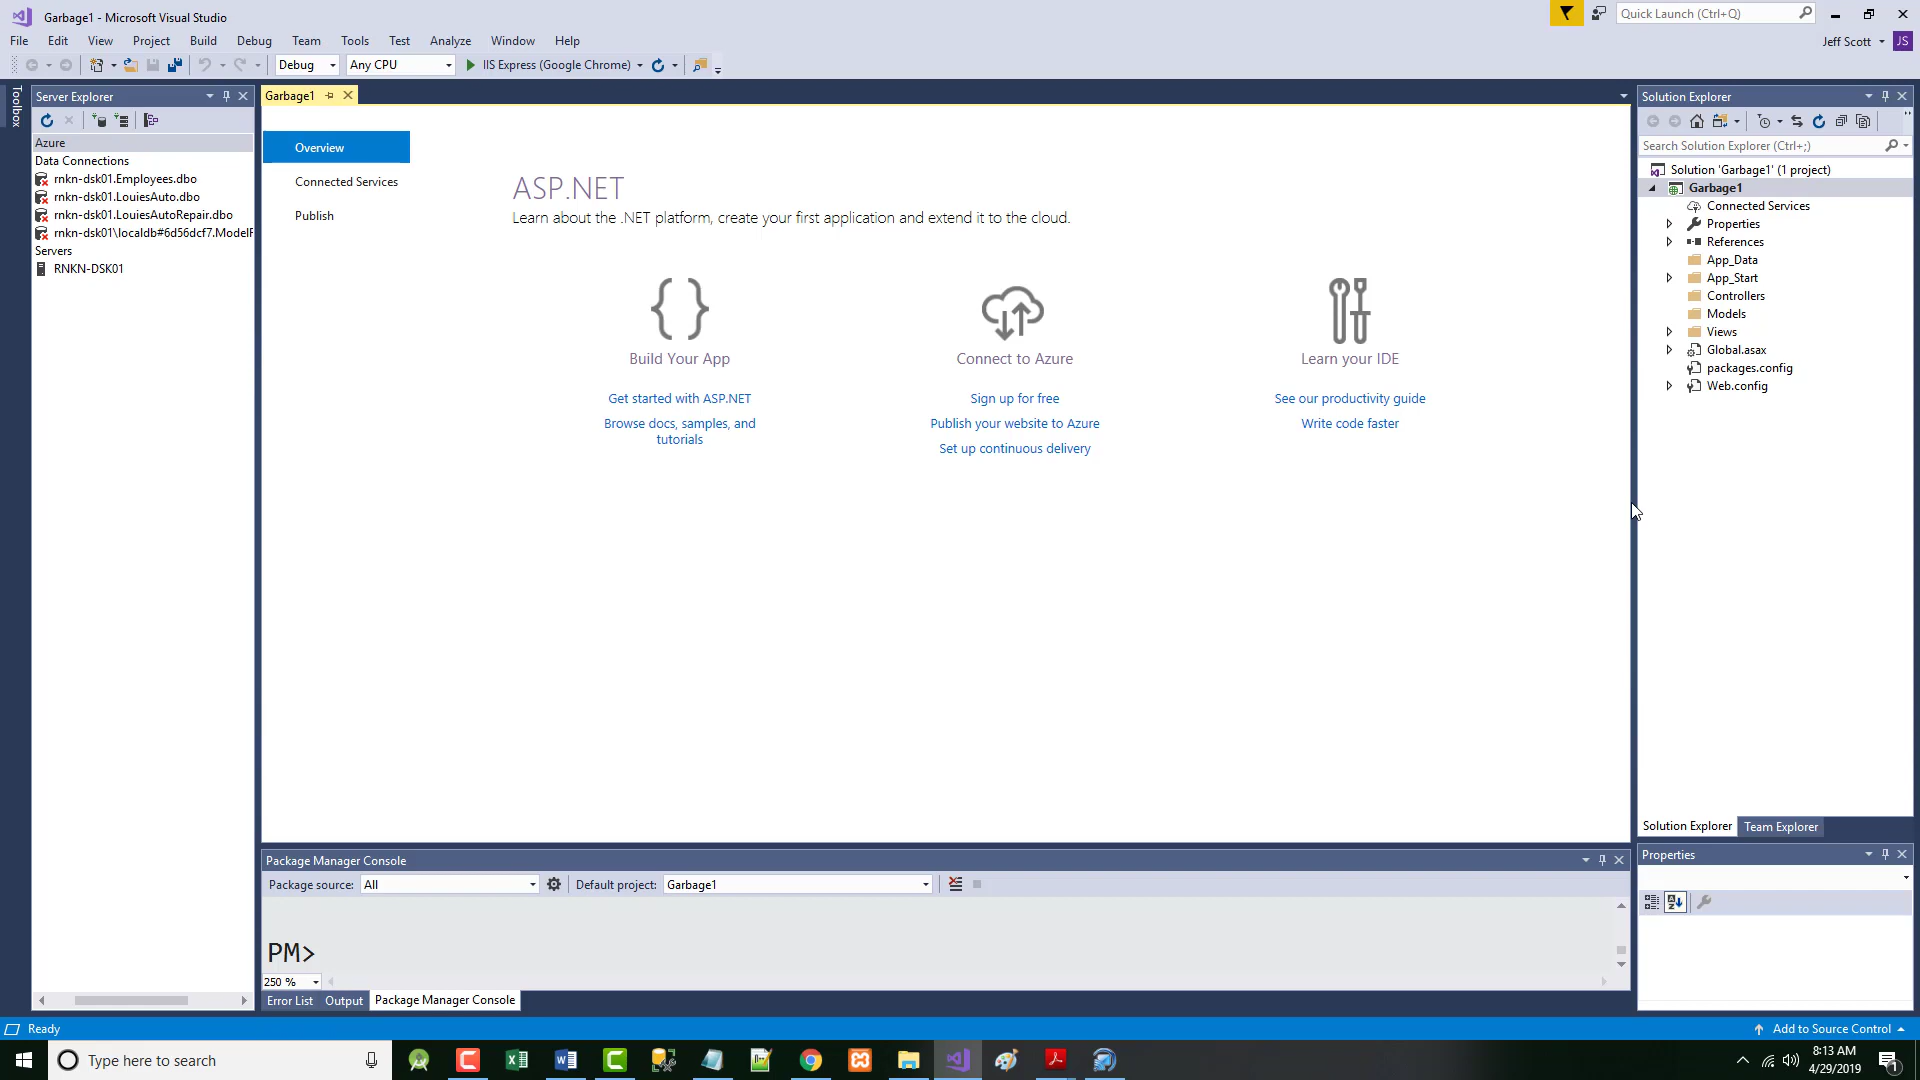 Garbage1 - Microsoft Visual Studio
Quick Launch (Ctrl+Q)
File Edit View Project Build Debug Team Tools Test Analyze Window Help
Jeff Scott JS
Debug Any CPU IIS Express (Google Chrome)
Toolbox
Server Explorer
Azure
Data Connections
rnkn-dsk01.Employees.dbo
rnkn-dsk01.LouiesAuto.dbo
rnkn-dsk01.LouiesAutoRepair.dbo
rnkn-dsk01\localdb#6d56dcf7.ModelF
Servers
RNKN-DSK01
Garbage1
Overview
Connected Services
Publish
ASP.NET
Learn about the .NET platform, create your first application and extend it to the cloud.
Build Your App
Get started with ASP.NET
Browse docs, samples, and
tutorials
Connect to Azure
Sign up for free
Publish your website to Azure
Set up continuous delivery
Learn your IDE
See our productivity guide
Write code faster
Package Manager Console
Package source: All Default project: Garbage1
PM>
250 %
Error List Output Package Manager Console
Solution Explorer
Search Solution Explorer (Ctrl+;)
Solution 'Garbage1' (1 project)
Garbage1
Connected Services
Properties
References
App_Data
App_Start
Controllers
Models
Views
Global.asax
packages.config
Web.config
Solution Explorer Team Explorer
Properties
Ready
Add to Source Control
Type here to search
8:13 AM
4/29/2019
1